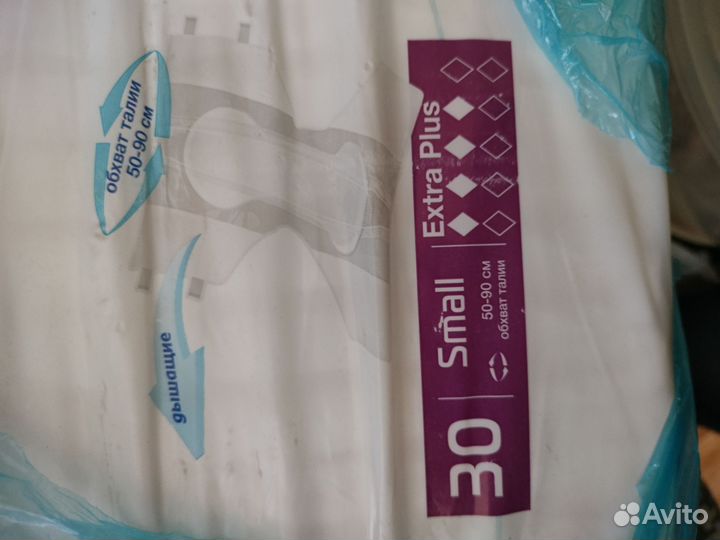 обхват талии
50-90 см
дышащие
30
Small
50-90 см
обхват талии
Extra Plus
Avito